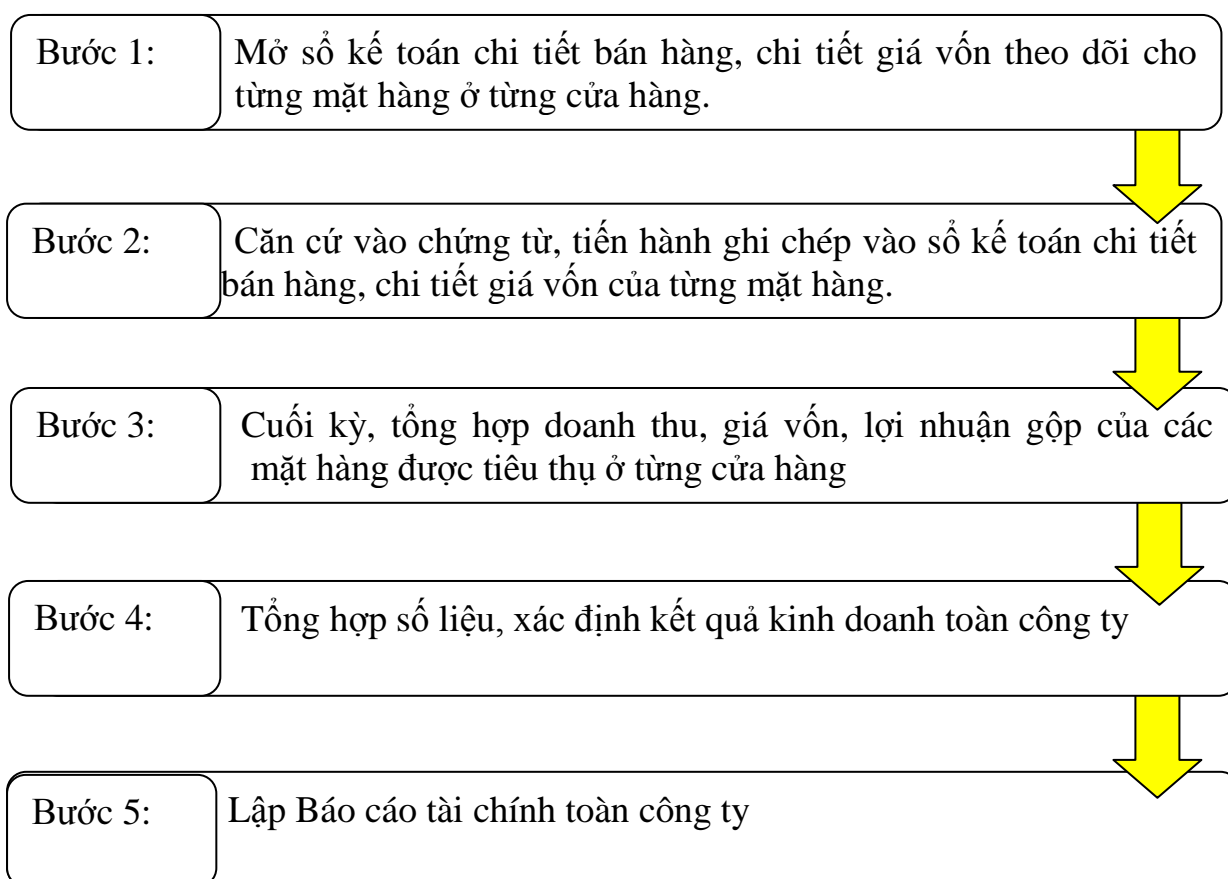 Bước 1: Mở sổ kế toán chi tiết bán hàng, chi tiết giá vốn theo dõi cho
từng mặt hàng ở từng cửa hàng.
Bước 2: Căn cứ vào chứng từ, tiến hành ghi chép vào sổ kế toán chi tiết
bán hàng, chi tiết giá vốn của từng mặt hàng.
Bước 3: Cuối kỳ, tổng hợp doanh thu, giá vốn, lợi nhuận gộp của các
mặt hàng được tiêu thụ ở từng cửa hàng
Bước 4: Tổng hợp số liệu, xác định kết quả kinh doanh toàn công ty
Bước 5: Lập Báo cáo tài chính toàn công ty